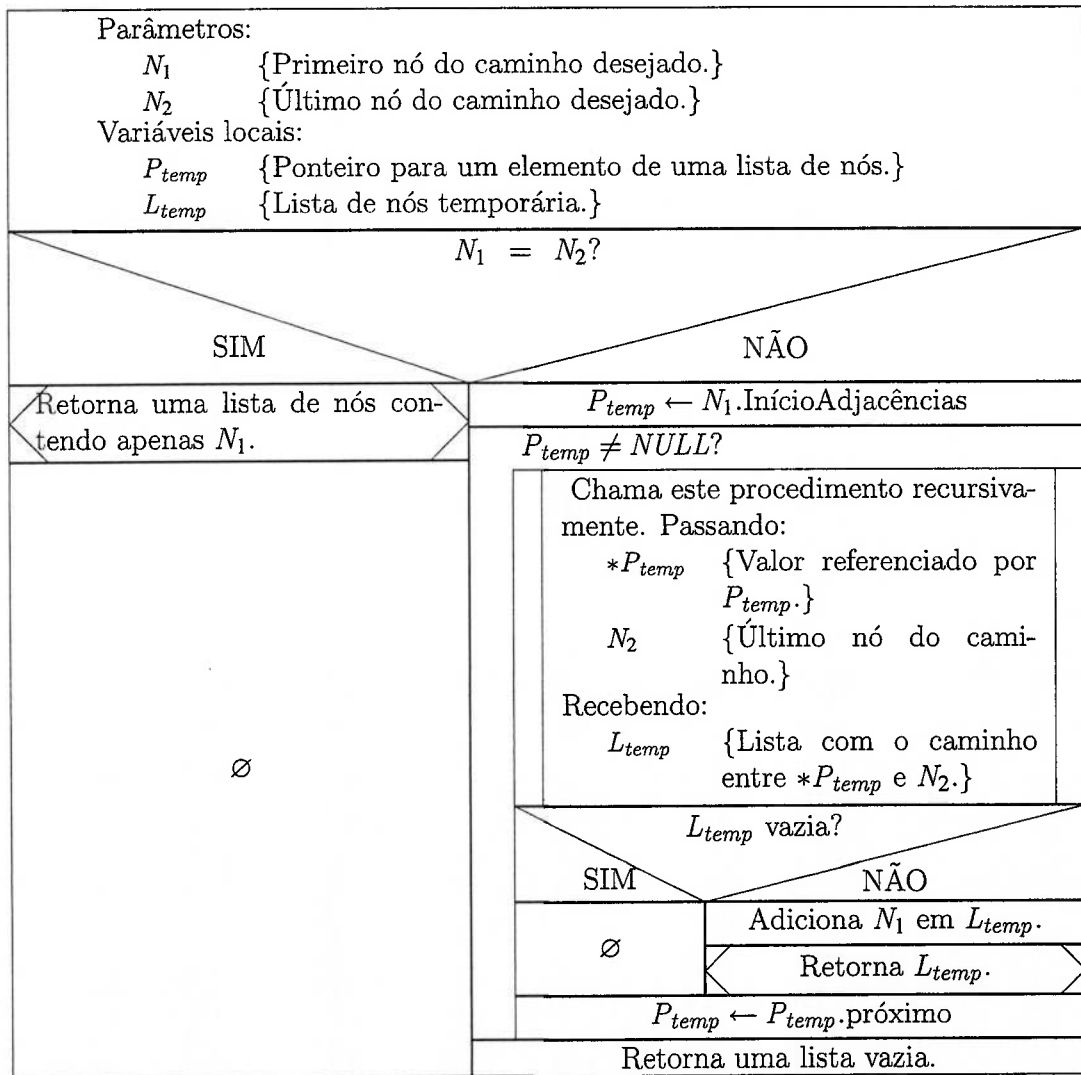 Parâmetros:
N1 {Primeiro nó do caminho desejado.}
N2 {Último nó do caminho desejado.}
Variáveis locais:
Ptemp {Ponteiro para um elemento de uma lista de nós.}
Ltemp {Lista de nós temporária.}
N1 = N2?
SIM NÃO
Retorna uma lista de nós con-
tendo apenas N1.
Ptemp ← N1.InícioAdjacências
Ptemp ≠ NULL?
Chama este procedimento recursiva-
mente. Passando:
*Ptemp {Valor referenciado por
Ptemp.}
N2 {Último nó do cami-
nho.}
Recebendo:
Ltemp {Lista com o caminho
entre *Ptemp e N2.}
∅
Ltemp vazia?
SIM NÃO
∅
Adiciona N1 em Ltemp.
Retorna Ltemp.
Ptemp ← Ptemp.próximo
Retorna uma lista vazia.